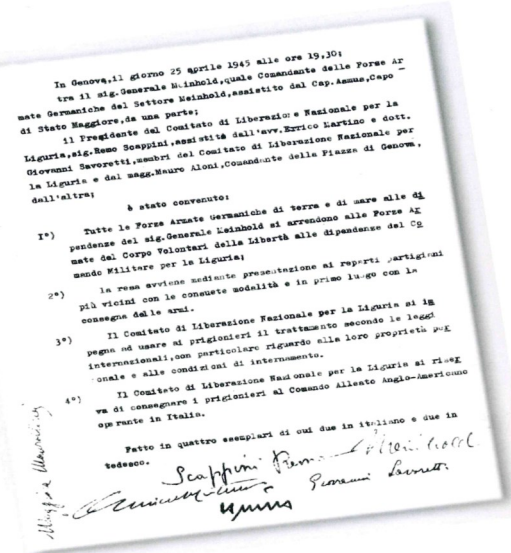 In Genova,il giorno 25 aprile 1945 alle ore 19,30;
tra il sig.Generale Meinhold,quale Comandante delle Forze Ar
mate Germaniche del Settore Meinhold,assistito dal Cap.Asmus,Capo
di Stato Maggiore,da una parte;
il Presidente del Comitato di Liberazione Nazionale per la
Liguria,sig.Remo Scappini,assistito dall'avv.Errico Martino e dott.
Giovanni Savoretti,membri del Comitato di Liberazione Nazionale per
la Liguria e dal magg.Mauro Aloni,Comandante della Piazza di Genova,
dall'altra;
è stato convenuto:
I°) Tutte le Forze Armate Germaniche di terra e di mare alle di
pendenze del sig.Generale Meinhold si arrendono alle Forze Ar
mate del Corpo Volontari della Libertà alle dipendenze del Co
mando Militare per la Liguria;
2°) la resa avviene mediante presentazione ai reparti partigiani
più vicini con le consuete modalità e in primo luogo con la
consegna delle armi.
3°) Il Comitato di Liberazione Nazionale per la Liguria si im
pegna ad usare ai prigionieri il trattamento secondo le leggi
internazionali,con particolare riguardo alla loro proprietà per
sonale e alle condizioni di internamento.
4°) Il Comitato di Liberazione Nazionale per la Liguria si riser
va di consegnare i prigionieri al Comando Alleato Anglo-Americano
operante in Italia.
Fatto in quattro esemplari di cui due in italiano e due in
tedesco.
Scappini Remo Meinhold
Giovanni Savoretti